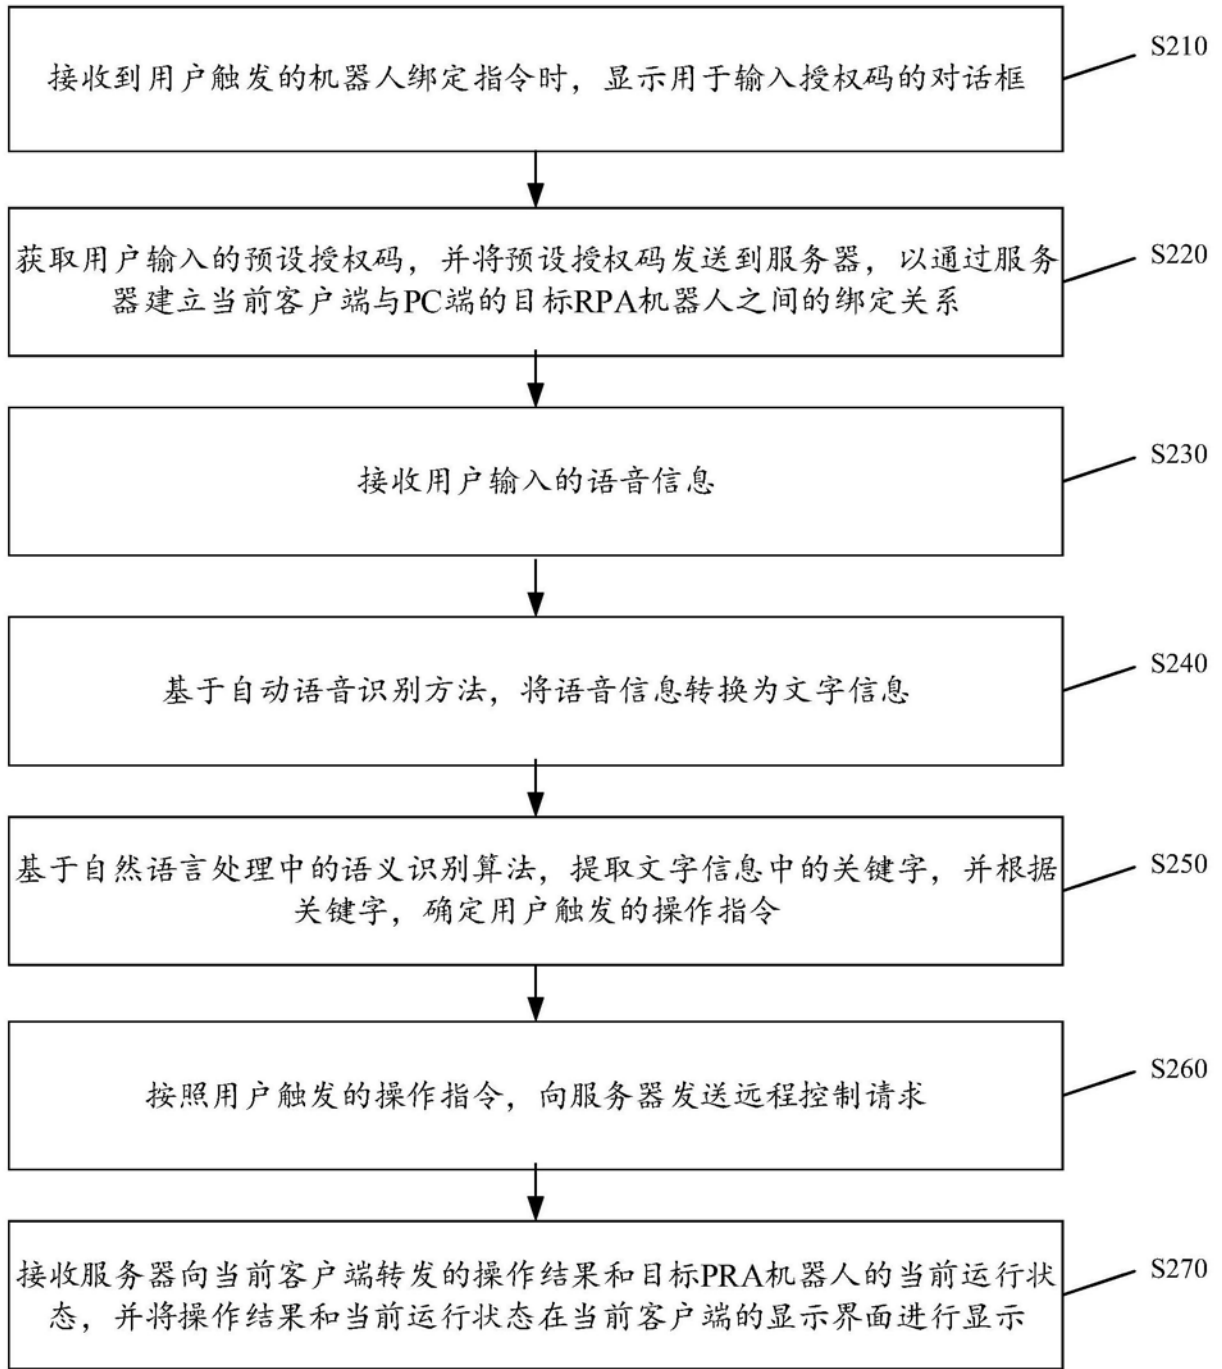 接收到用户触发的机器人绑定指令时，显示用于输入授权码的对话框
S210
获取用户输入的预设授权码，并将预设授权码发送到服务器，以通过服务
器建立当前客户端与PC端的目标RPA机器人之间的绑定关系
S220
接收用户输入的语音信息
S230
基于自动语音识别方法，将语音信息转换为文字信息
S240
基于自然语言处理中的语义识别算法，提取文字信息中的关键字，并根据
关键字，确定用户触发的操作指令
S250
按照用户触发的操作指令，向服务器发送远程控制请求
S260
接收服务器向当前客户端转发的操作结果和目标PRA机器人的当前运行状
态，并将操作结果和当前运行状态在当前客户端的显示界面进行显示
S270